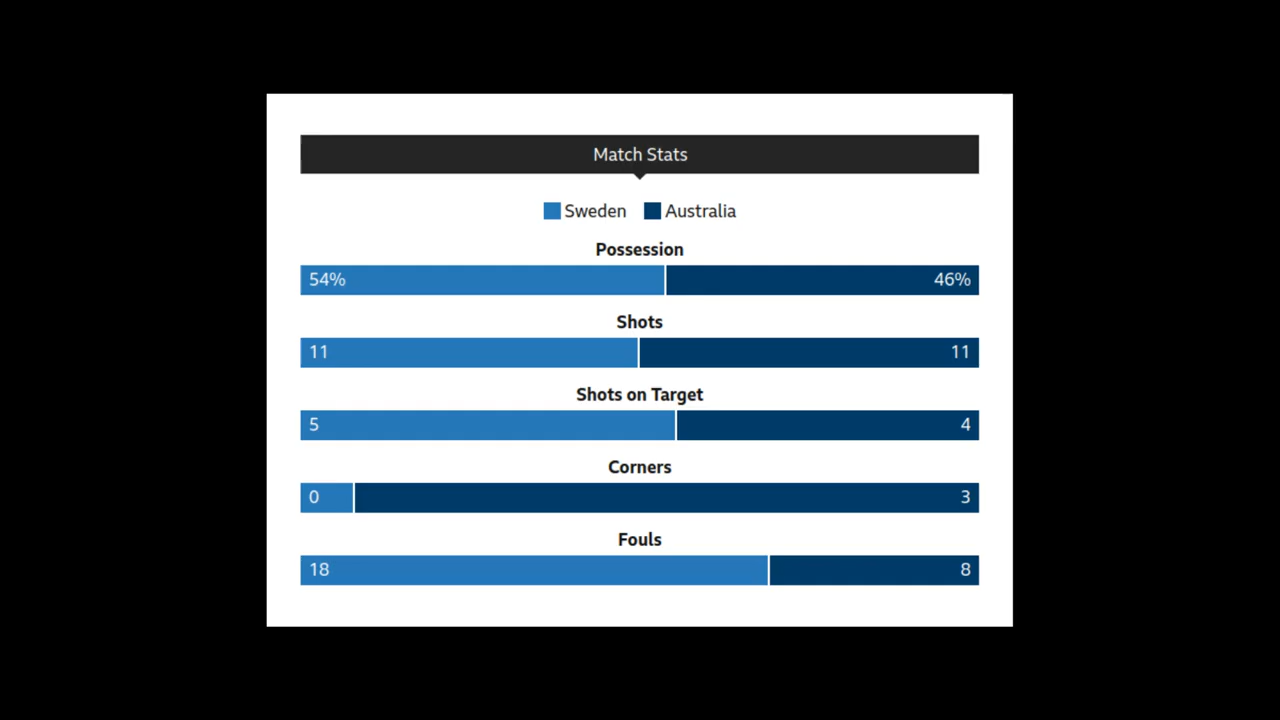 Match Stats
Sweden Australia
Possession
54% 46%
Shots
11 11
Shots on Target
5 4
Corners
0 3
Fouls
18 8